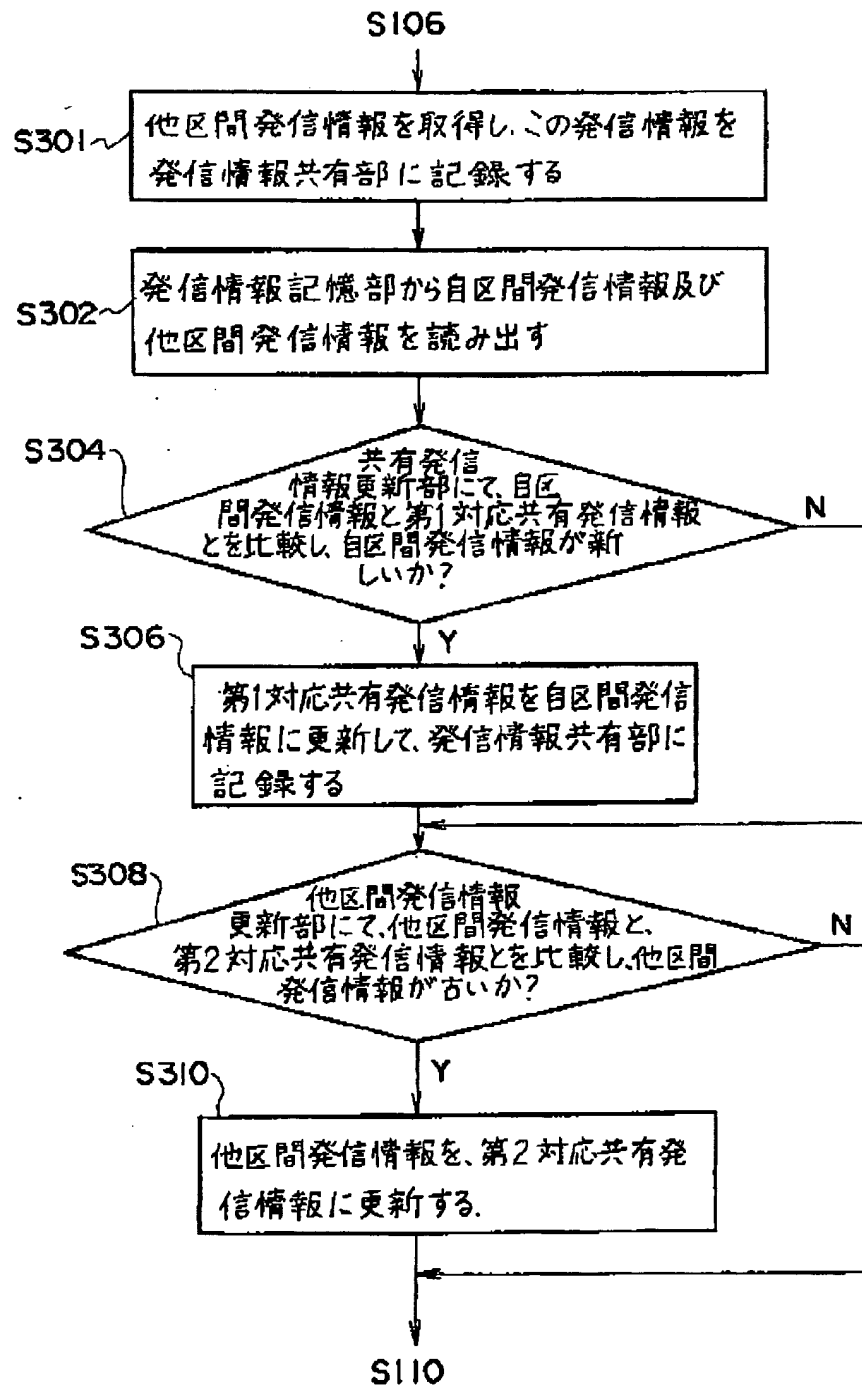 S106
S301
他区間発信情報を取得し、この発信情報を
発信情報共有部に記録する
S302
発信情報記憶部から自区間発信情報及び
他区間発信情報を読み出す
S304
共有発信
情報更新部にて、自区
間発信情報と第1対応共有発信情報
とを比較し、自区間発信情報が新
しいか?
N
Y
S306
第1対応共有発信情報を自区間発信
情報に更新して、発信情報共有部に
記録する
S308
他区間発信情報
更新部にて、他区間発信情報と、
第2対応共有発信情報とを比較し、他区間
発信情報が古いか?
N
Y
S310
他区間発信情報を、第2対応共有発
信情報に更新する.
S110